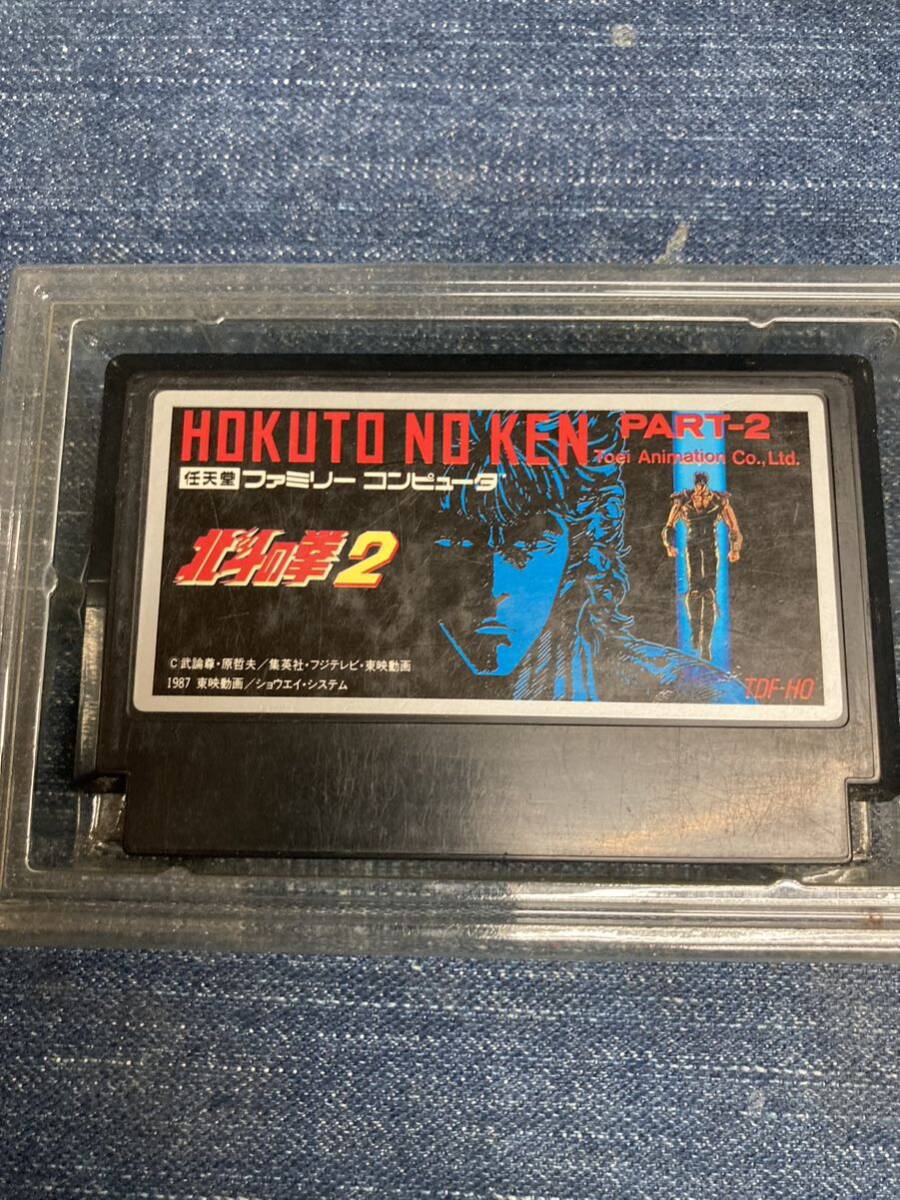 HOKUTO NO KEN PART-2
Toei Animation Co., Ltd.
任天堂 ファミリー コンピュータ
北斗の拳2
C武論尊・原哲夫／集英社・フジテレビ・東映動画
1987 東映動画／ショウエイ・システム
TDF-HO